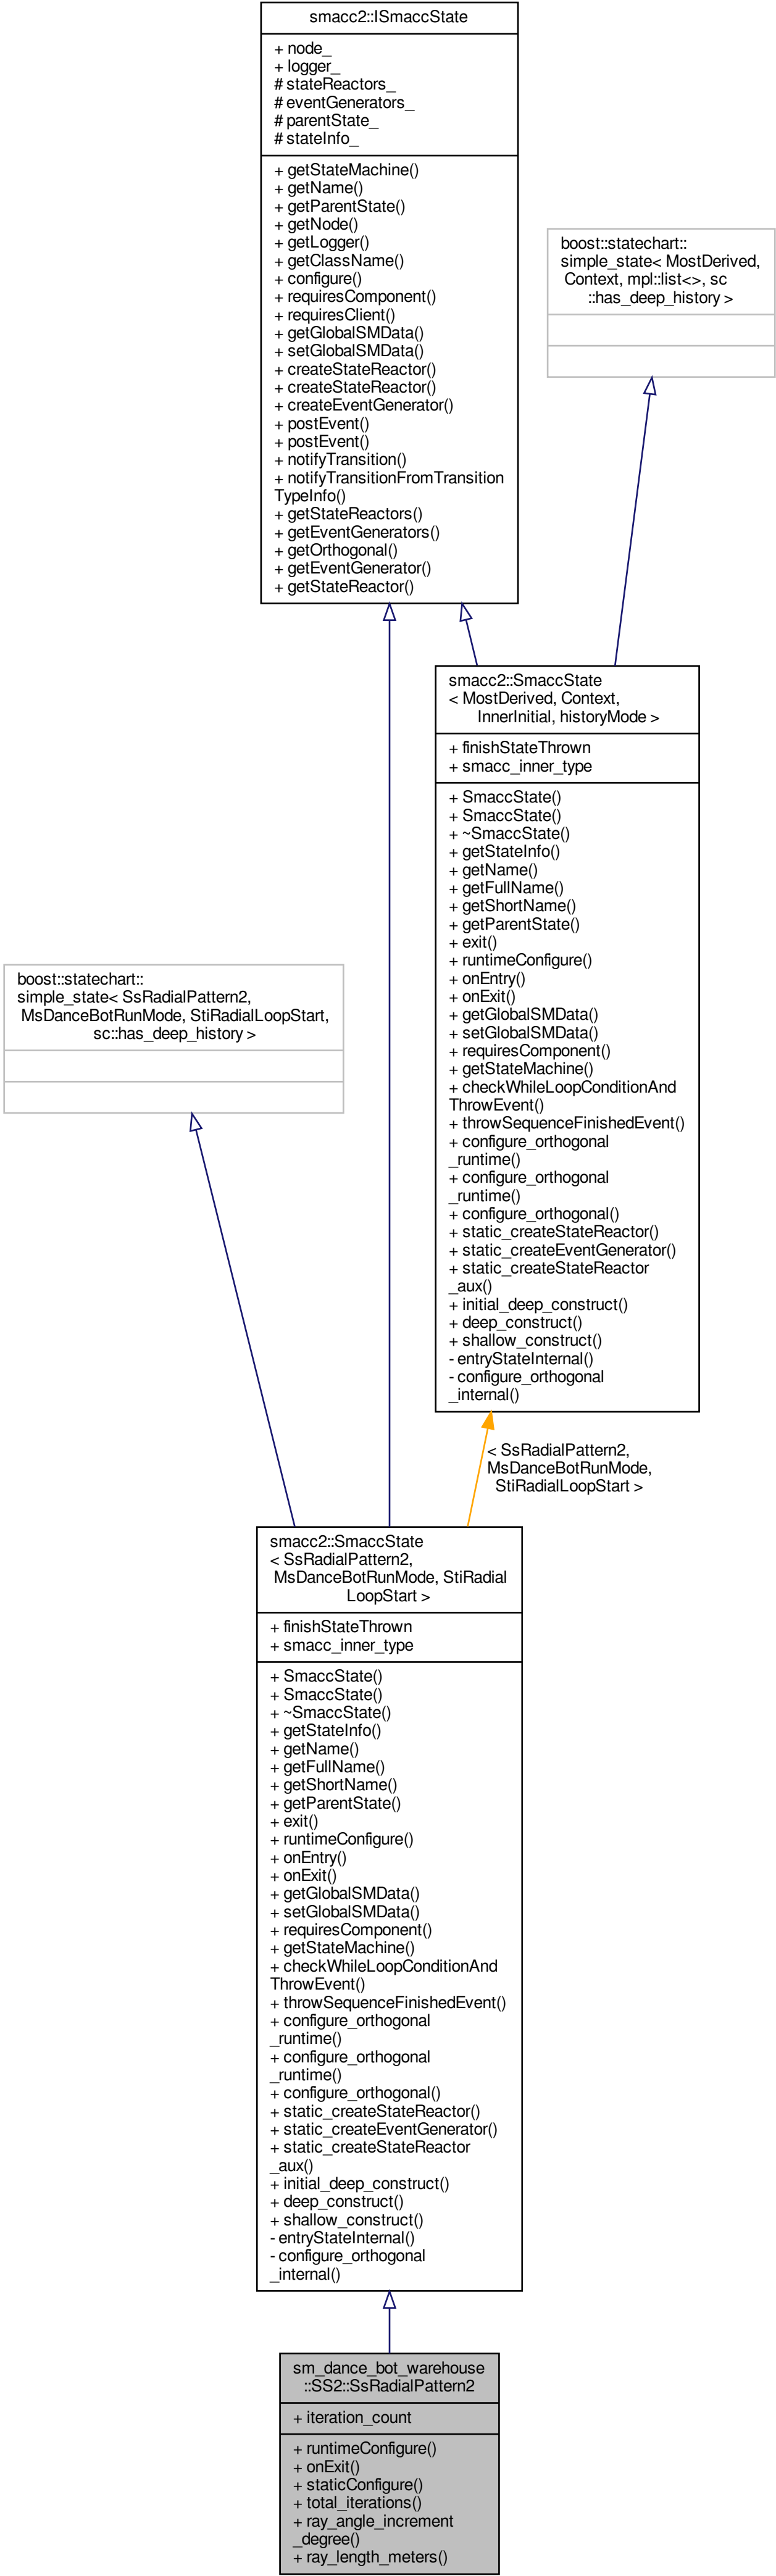 smacc2::ISmaccState
+ node_
+ logger_
# stateReactors_
# eventGenerators_
# parentState_
# stateInfo_
+ getStateMachine()
+ getName()
+ getParentState()
+ getNode()
+ getLogger()
+ getClassName()
+ configure()
+ requiresComponent()
+ requiresClient()
+ getGlobalSMData()
+ setGlobalSMData()
+ createStateReactor()
+ createStateReactor()
+ createEventGenerator()
+ postEvent()
+ postEvent()
+ notifyTransition()
+ notifyTransitionFromTransition
TypeInfo()
+ getStateReactors()
+ getEventGenerators()
+ getOrthogonal()
+ getEventGenerator()
+ getStateReactor()
boost::statechart::
simple_state< MostDerived,
Context, mpl::list<>, sc
::has_deep_history >
smacc2::SmaccState
< MostDerived, Context,
InnerInitial, historyMode >
+ finishStateThrown
+ smacc_inner_type
+ SmaccState()
+ SmaccState()
+ ~SmaccState()
+ getStateInfo()
+ getName()
+ getFullName()
+ getShortName()
+ getParentState()
+ exit()
+ runtimeConfigure()
+ onEntry()
+ onExit()
+ getGlobalSMData()
+ setGlobalSMData()
+ requiresComponent()
+ getStateMachine()
+ checkWhileLoopConditionAnd
ThrowEvent()
+ throwSequenceFinishedEvent()
+ configure_orthogonal
_runtime()
+ configure_orthogonal
_runtime()
+ configure_orthogonal()
+ static_createStateReactor()
+ static_createEventGenerator()
+ static_createStateReactor
_aux()
+ initial_deep_construct()
+ deep_construct()
+ shallow_construct()
- entryStateInternal()
- configure_orthogonal
_internal()
boost::statechart::
simple_state< SsRadialPattern2,
MsDanceBotRunMode, StiRadialLoopStart,
sc::has_deep_history >
< SsRadialPattern2,
MsDanceBotRunMode,
StiRadialLoopStart >
smacc2::SmaccState
< SsRadialPattern2,
MsDanceBotRunMode, StiRadial
LoopStart >
+ finishStateThrown
+ smacc_inner_type
+ SmaccState()
+ SmaccState()
+ ~SmaccState()
+ getStateInfo()
+ getName()
+ getFullName()
+ getShortName()
+ getParentState()
+ exit()
+ runtimeConfigure()
+ onEntry()
+ onExit()
+ getGlobalSMData()
+ setGlobalSMData()
+ requiresComponent()
+ getStateMachine()
+ checkWhileLoopConditionAnd
ThrowEvent()
+ throwSequenceFinishedEvent()
+ configure_orthogonal
_runtime()
+ configure_orthogonal
_runtime()
+ configure_orthogonal()
+ static_createStateReactor()
+ static_createEventGenerator()
+ static_createStateReactor
_aux()
+ initial_deep_construct()
+ deep_construct()
+ shallow_construct()
- entryStateInternal()
- configure_orthogonal
_internal()
sm_dance_bot_warehouse
::SS2::SsRadialPattern2
+ iteration_count
+ runtimeConfigure()
+ onExit()
+ staticConfigure()
+ total_iterations()
+ ray_angle_increment
_degree()
+ ray_length_meters()